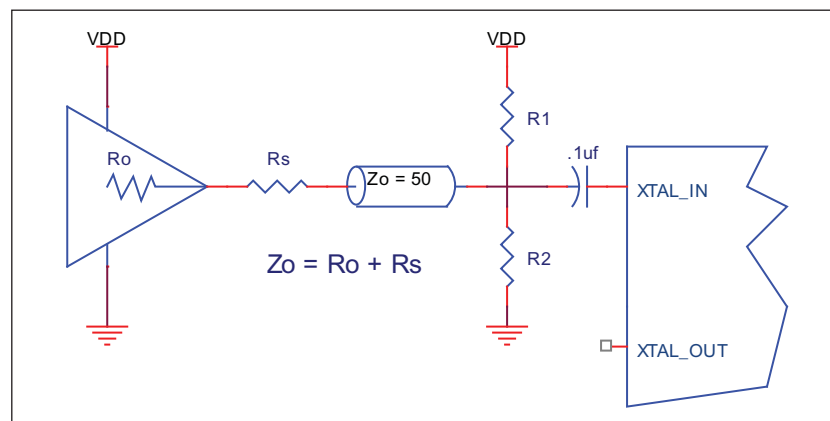 VDD
VDD
R1
Ro
Rs
.1uf
Zo = 50
XTAL_IN
Zo = Ro + Rs
R2
XTAL_OUT